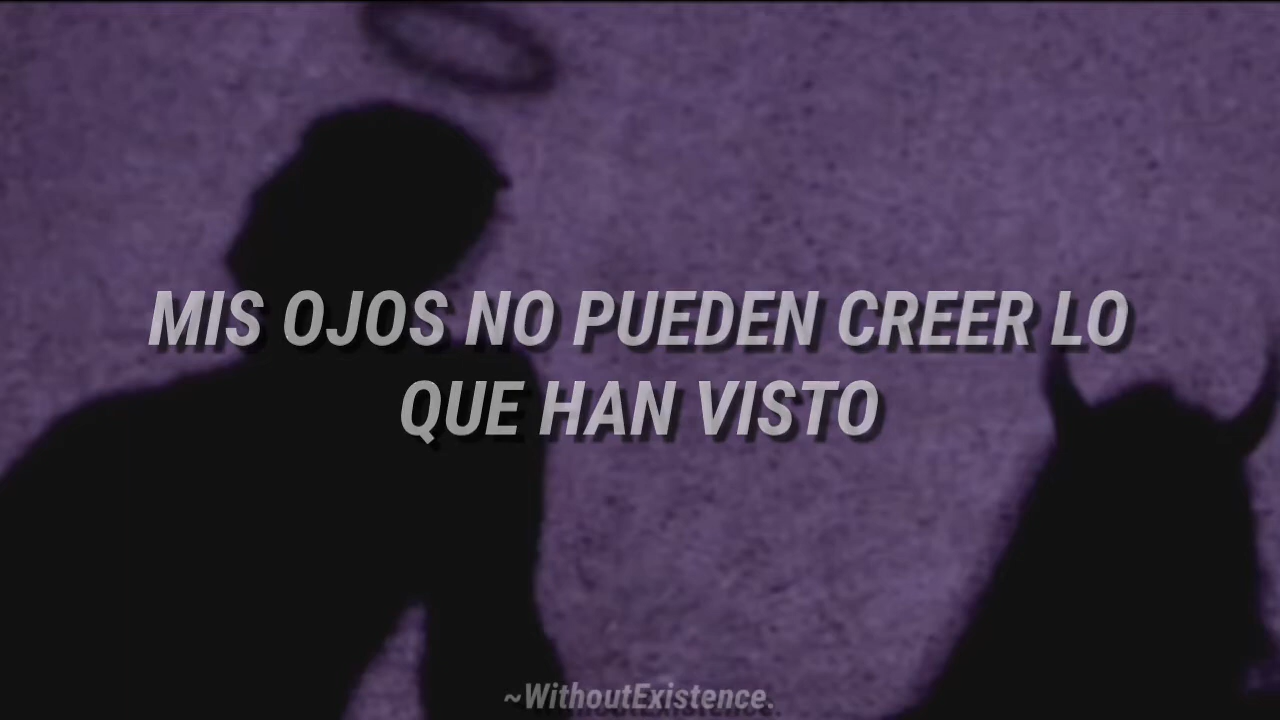 MIS OJOS NO PUEDEN CREER LO
QUE HAN VISTO
~WithoutExistence.